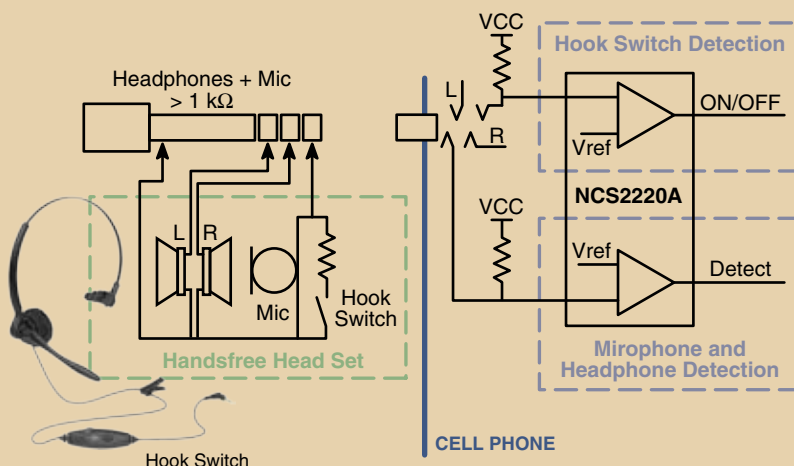 VCC
Hook Switch Detection
Headphones + Mic
> 1 kΩ
L
R
ON/OFF
Vref
NCS2220A
VCC
Vref
Detect
L R
Mic
Hook
Switch
Handsfree Head Set
Mirophone and
Headphone Detection
CELL PHONE
Hook Switch